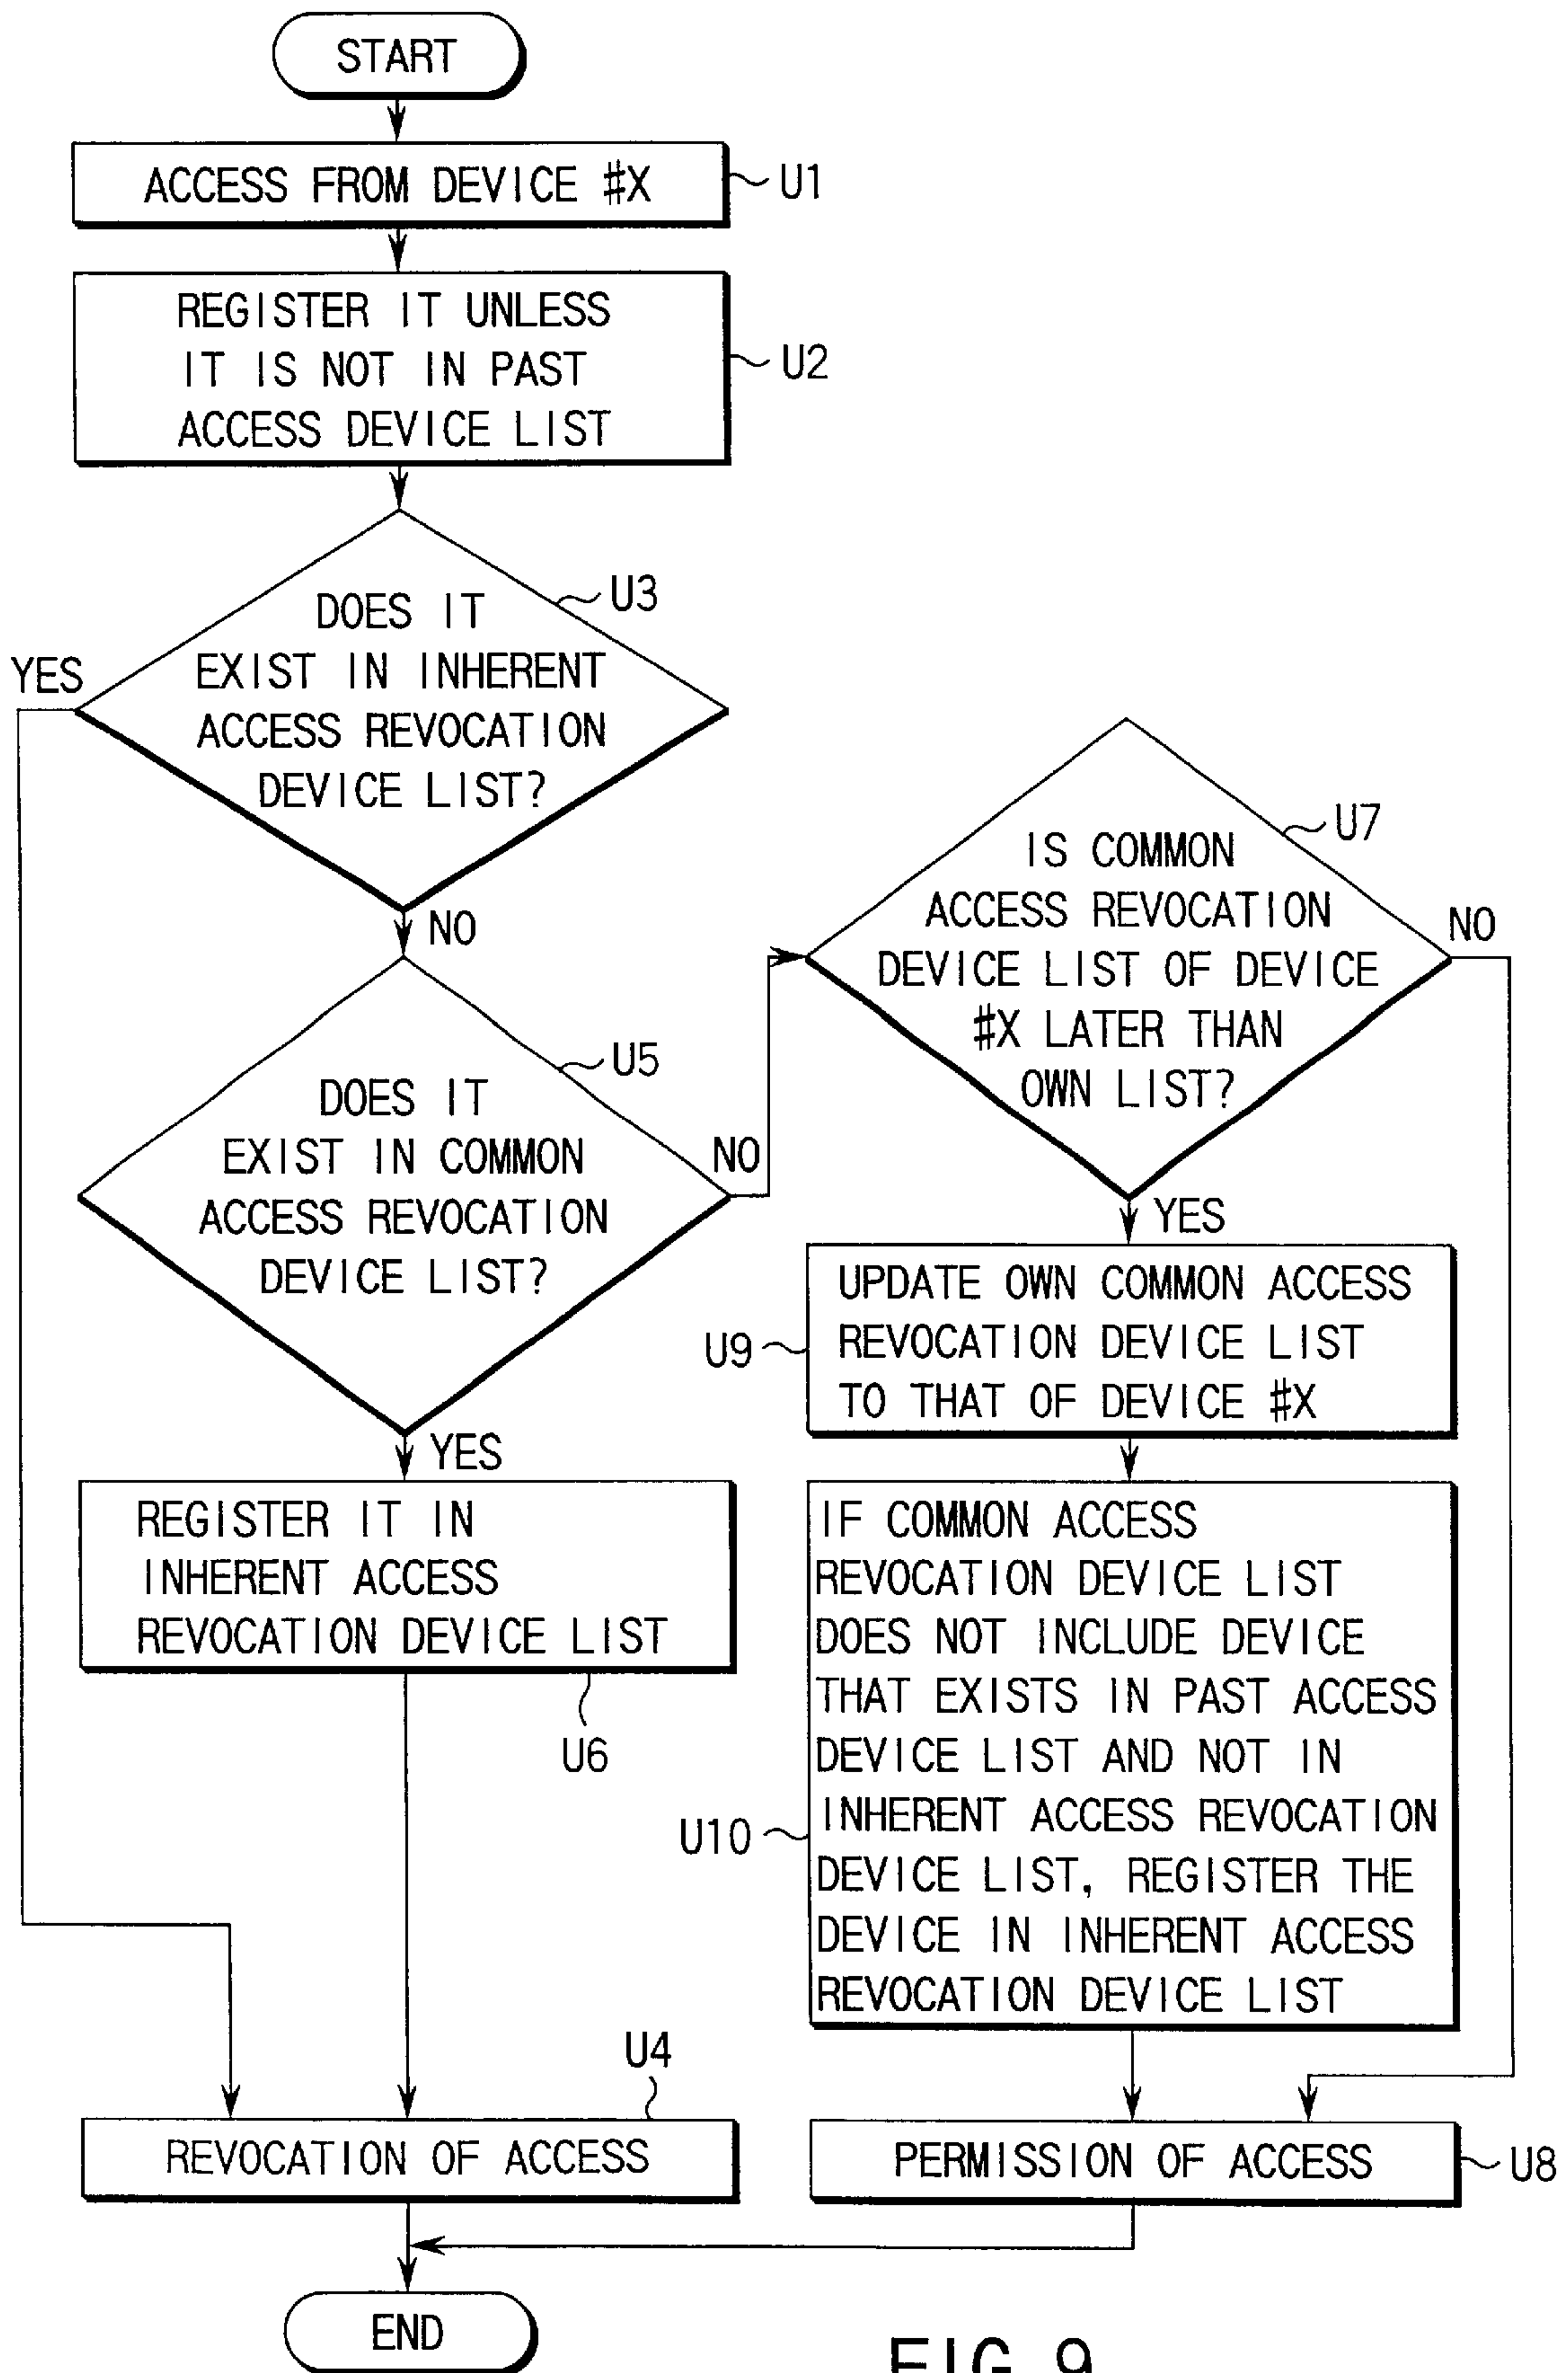 START
ACCESS FROM DEVICE #X
U1
REGISTER IT UNLESS
IT IS NOT IN PAST
ACCESS DEVICE LIST
U2
DOES IT
EXIST IN INHERENT
ACCESS REVOCATION
DEVICE LIST?
U3
YES
NO
DOES IT
EXIST IN COMMON
ACCESS REVOCATION
DEVICE LIST?
U5
NO
YES
REGISTER IT IN
INHERENT ACCESS
REVOCATION DEVICE LIST
U6
IS COMMON
ACCESS REVOCATION
DEVICE LIST OF DEVICE
#X LATER THAN
OWN LIST?
U7
NO
YES
UPDATE OWN COMMON ACCESS
REVOCATION DEVICE LIST
TO THAT OF DEVICE #X
U9
IF COMMON ACCESS
REVOCATION DEVICE LIST
DOES NOT INCLUDE DEVICE
THAT EXISTS IN PAST ACCESS
DEVICE LIST AND NOT IN
INHERENT ACCESS REVOCATION
DEVICE LIST, REGISTER THE
DEVICE IN INHERENT ACCESS
REVOCATION DEVICE LIST
U10
U4
REVOCATION OF ACCESS
PERMISSION OF ACCESS
U8
END
FIG. 9